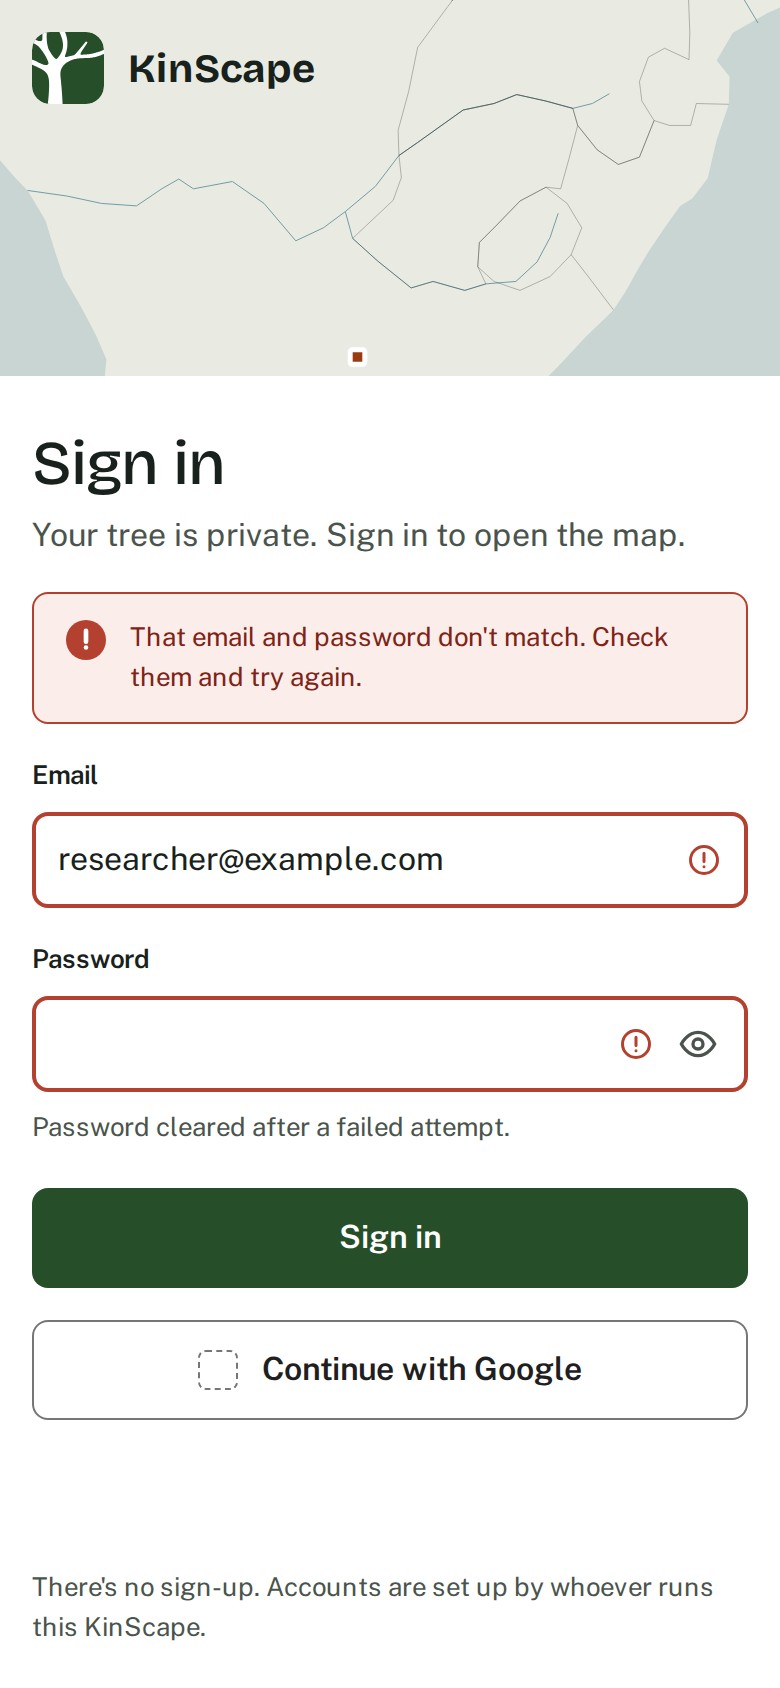 KinScape
Sign in
Your tree is private. Sign in to open the map.
That email and password don't match. Check
them and try again.
Email
researcher@example.com
Password
Password cleared after a failed attempt.
Sign in
Continue with Google
There's no sign-up. Accounts are set up by whoever runs
this KinScape.